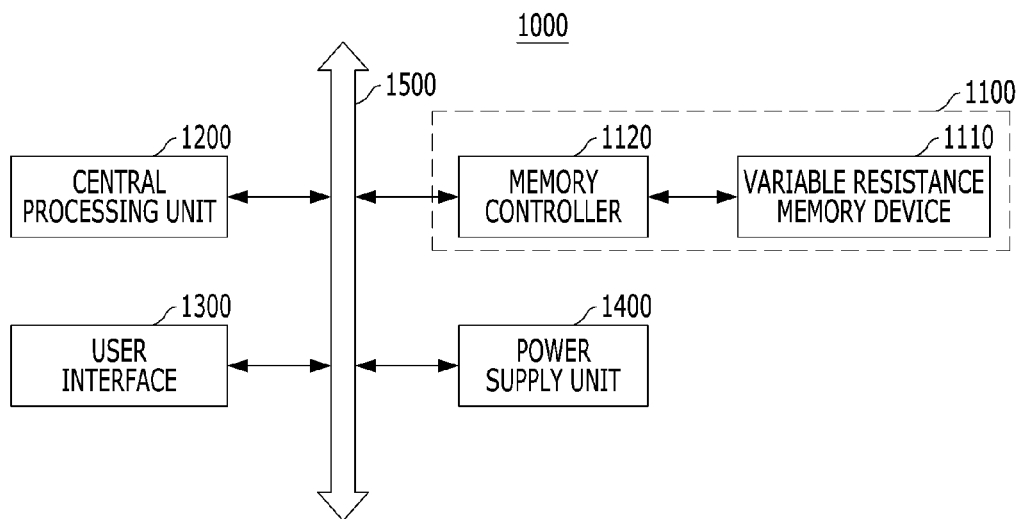 1000
1500
1100
1200
1120
1110
CENTRAL
PROCESSING UNIT
MEMORY
CONTROLLER
VARIABLE RESISTANCE
MEMORY DEVICE
1300
1400
USER
INTERFACE
POWER
SUPPLY UNIT